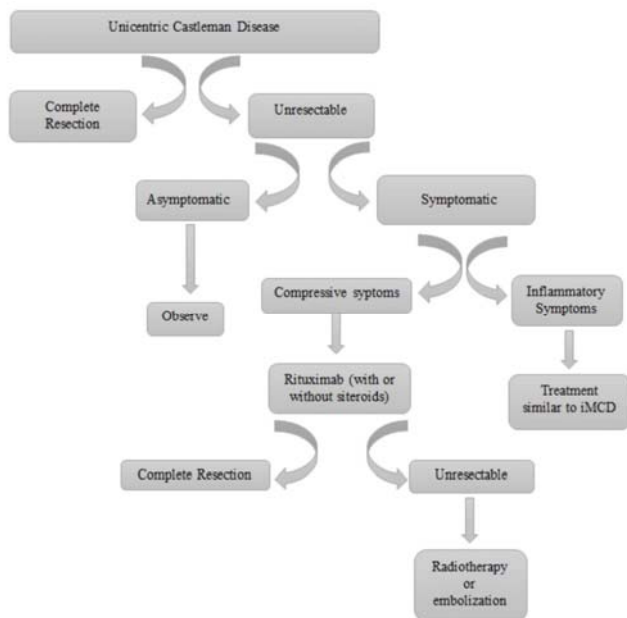 Unicentric Castleman Disease
Complete
Resection
Unresectable
Asymptomatic
Symptomatic
Observe
Compressive syptoms
Inflammatory
Symptoms
Rituximab (with or
without siteroids)
Treatment
similar to iMCD
Complete Resection
Unresectable
Radiotherapy
or
embolization